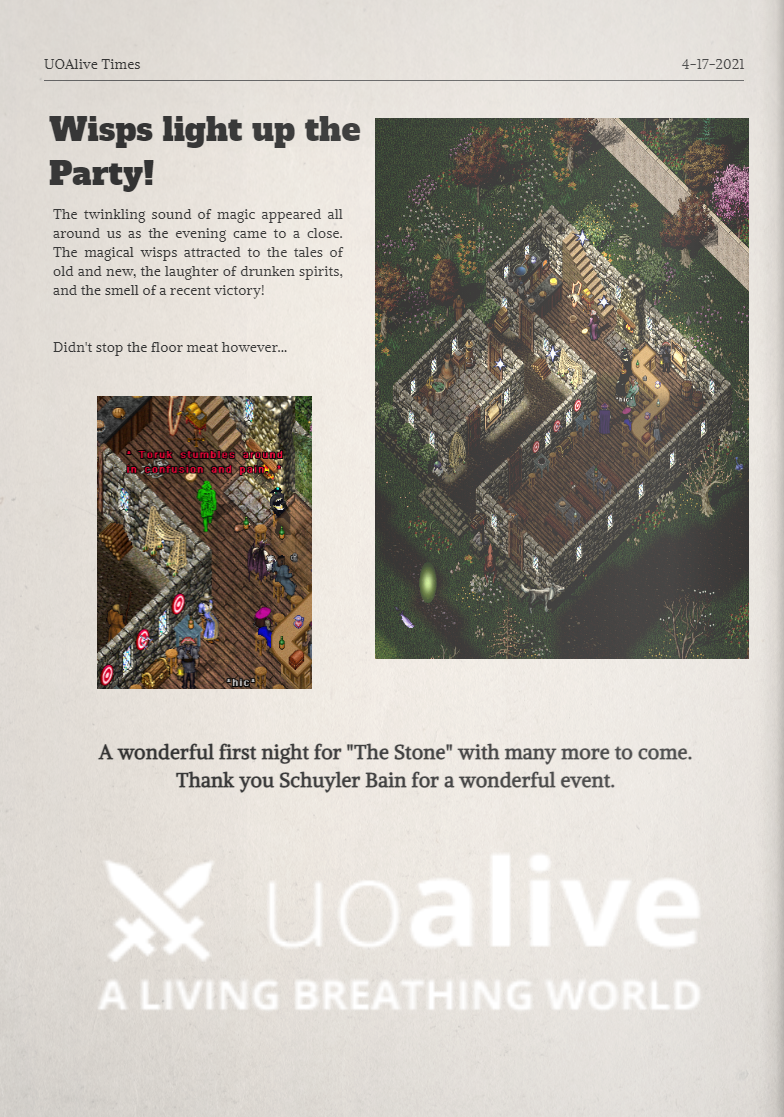 UOAlive Times
4-17-2021
Wisps light up the
Party!
The twinkling sound of magic appeared all
around us as the evening came to a close.
The magical wisps attracted to the tales of
old and new, the laughter of drunken spirits,
and the smell of a recent victory!
Didn't stop the floor meat however...
*hic*
* Toruk stumbles around
in confusion and pain. *
*hic*
A wonderful first night for "The Stone" with many more to come.
Thank you Schuyler Bain for a wonderful event.
uoalive
A LIVING BREATHING WORLD